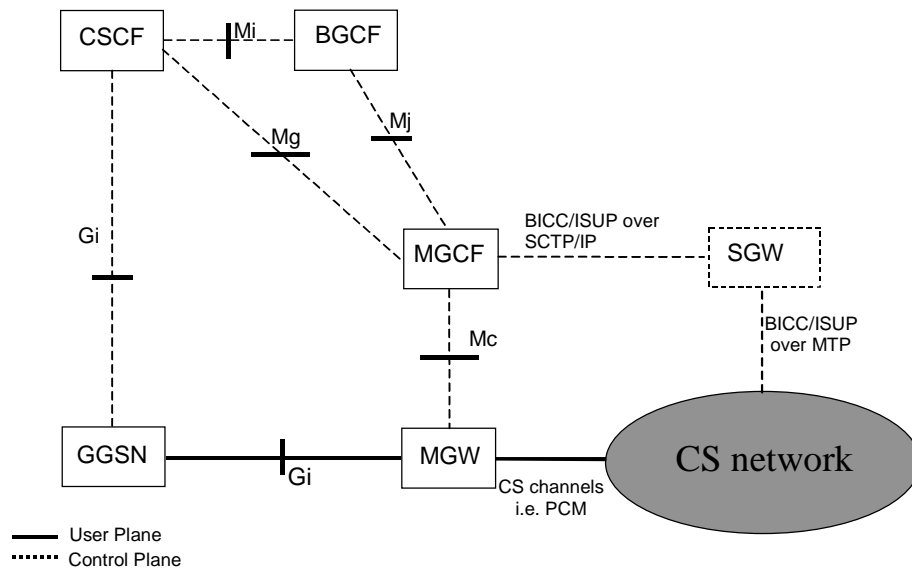 CSCF
Mi
BGCF
Mg
Mj
Gi
MGCF
BICC/ISUP over
SCTP/IP
SGW
BICC/ISUP
over MTP
Mc
GGSN
Gi
MGW
CS channels
i.e. PCM
CS network
User Plane
Control Plane